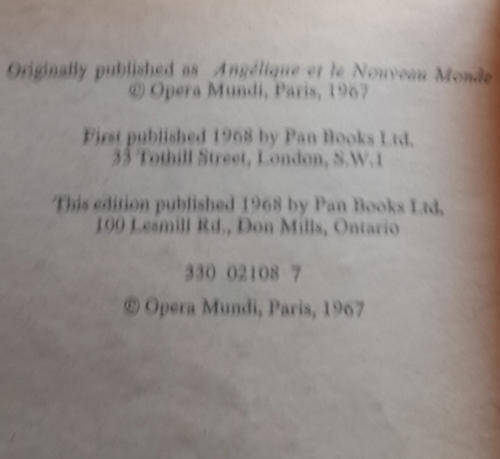 Originally published as Angélique et le Nouveau Monde
© Opera Mundi, Paris, 1967
First published 1968 by Pan Books Ltd,
33 Tothill Street, London, S.W.1
This edition published 1968 by Pan Books Ltd,
100 Lesmill Rd., Don Mills, Ontario
330 02108 7
© Opera Mundi, Paris, 1967